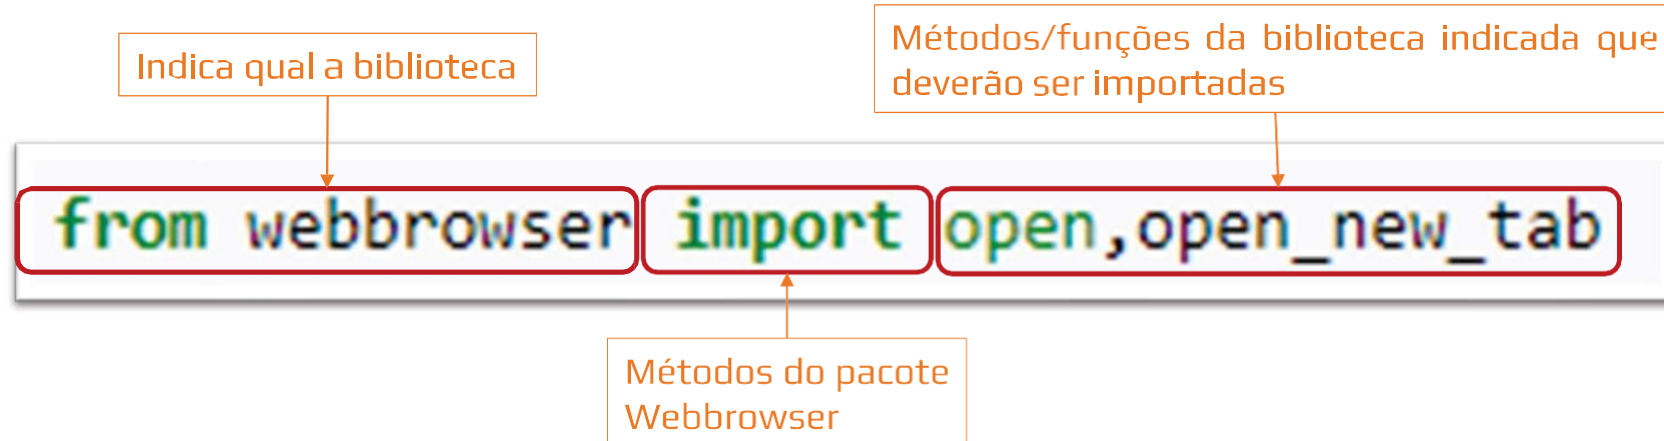 Indica qual a biblioteca
Métodos/funções da biblioteca indicada que
deverão ser importadas
from webbrowser import open,open_new_tab
Métodos do pacote
Webbrowser